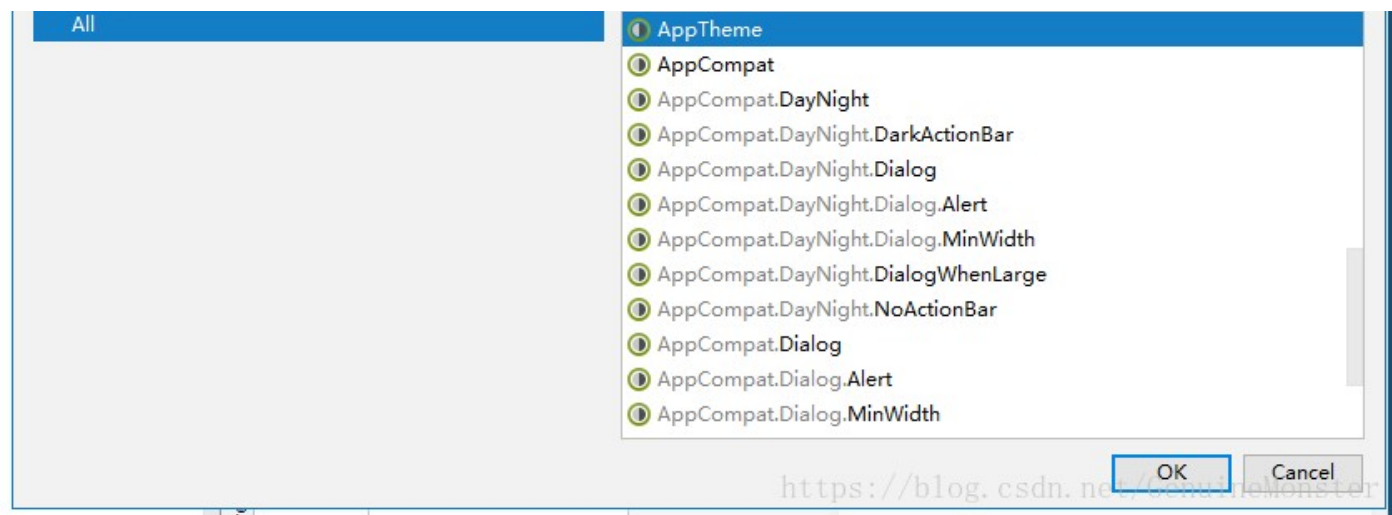 All
AppTheme
AppCompat
AppCompat.DayNight
AppCompat.DayNight.DarkActionBar
AppCompat.DayNight.Dialog
AppCompat.DayNight.Dialog.Alert
AppCompat.DayNight.Dialog.MinWidth
AppCompat.DayNight.DialogWhenLarge
AppCompat.DayNight.NoActionBar
AppCompat.Dialog
AppCompat.Dialog.Alert
AppCompat.Dialog.MinWidth
OK Cancel
https://blog.csdn.net/GenuineMonster